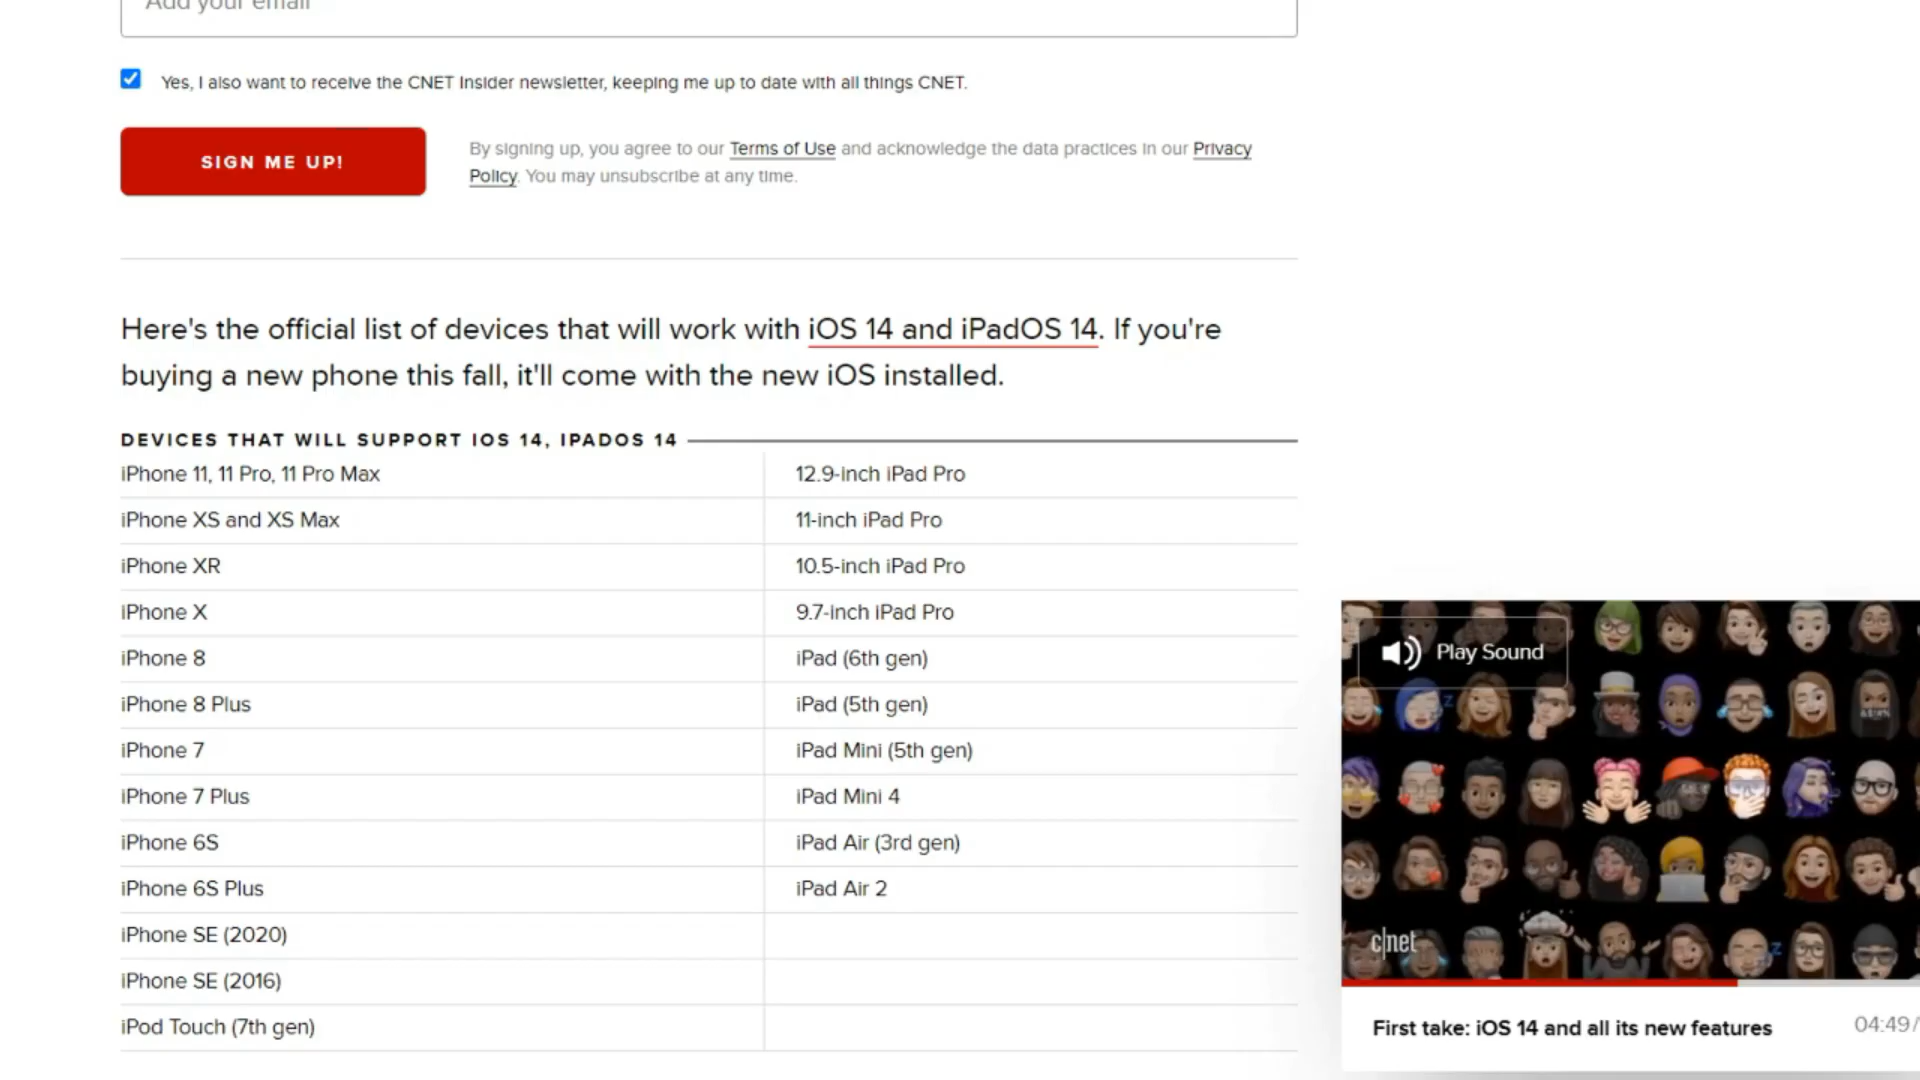 Add your email
Yes, I also want to receive the CNET Insider newsletter, keeping me up to date with all things CNET.
SIGN ME UP!
By signing up, you agree to our Terms of Use and acknowledge the data practices in our Privacy
Policy. You may unsubscribe at any time.
Here's the official list of devices that will work with iOS 14 and iPadOS 14. If you're
buying a new phone this fall, it'll come with the new iOS installed.
DEVICES THAT WILL SUPPORT IOS 14, IPADOS 14
iPhone 11, 11 Pro, 11 Pro Max 12.9-inch iPad Pro
iPhone XS and XS Max 11-inch iPad Pro
iPhone XR 10.5-inch iPad Pro
iPhone X 9.7-inch iPad Pro
iPhone 8 iPad (6th gen)
iPhone 8 Plus iPad (5th gen)
iPhone 7 iPad Mini (5th gen)
iPhone 7 Plus iPad Mini 4
iPhone 6S iPad Air (3rd gen)
iPhone 6S Plus iPad Air 2
iPhone SE (2020)
iPhone SE (2016)
iPod Touch (7th gen)
Play Sound
c|net
First take: iOS 14 and all its new features
04:49/